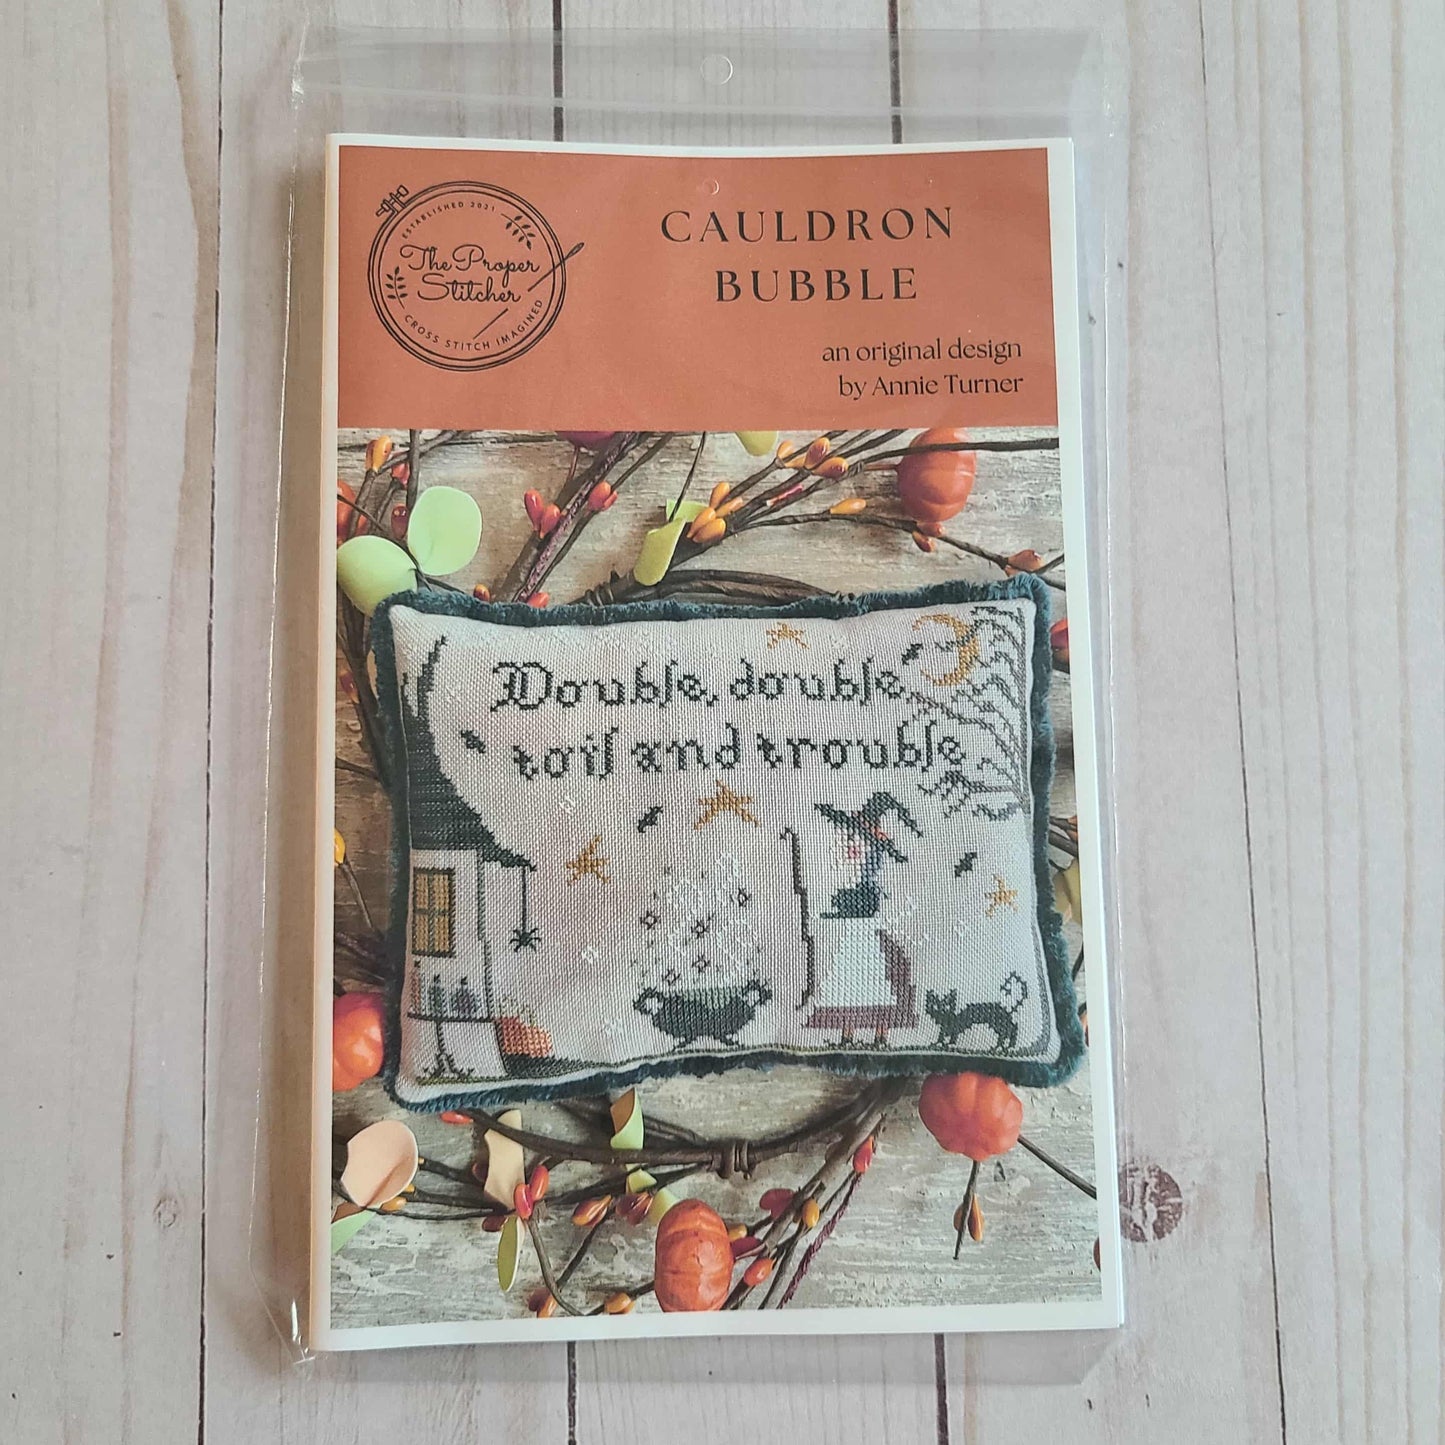 ESTABLISHED 2021
The Proper
Stitcher
CROSS STITCH IMAGINED
CAULDRON
BUBBLE
an original design
by Annie Turner
Double, double,
toil and trouble